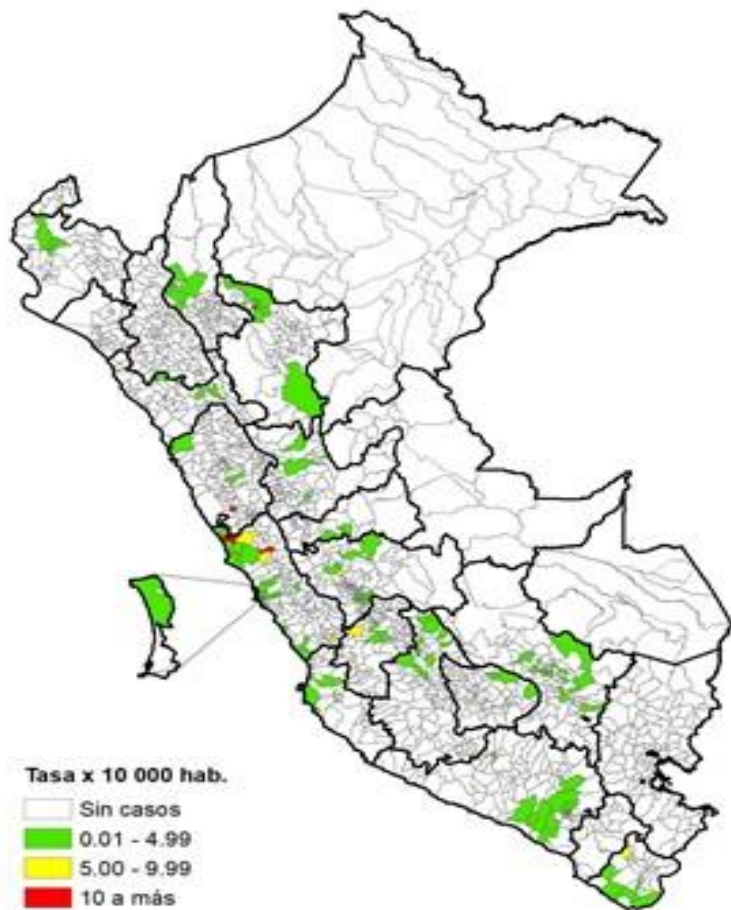 Tasa x 10 000 hab.
Sin casos
0.01 - 4.99
5.00 - 9.99
10 a más